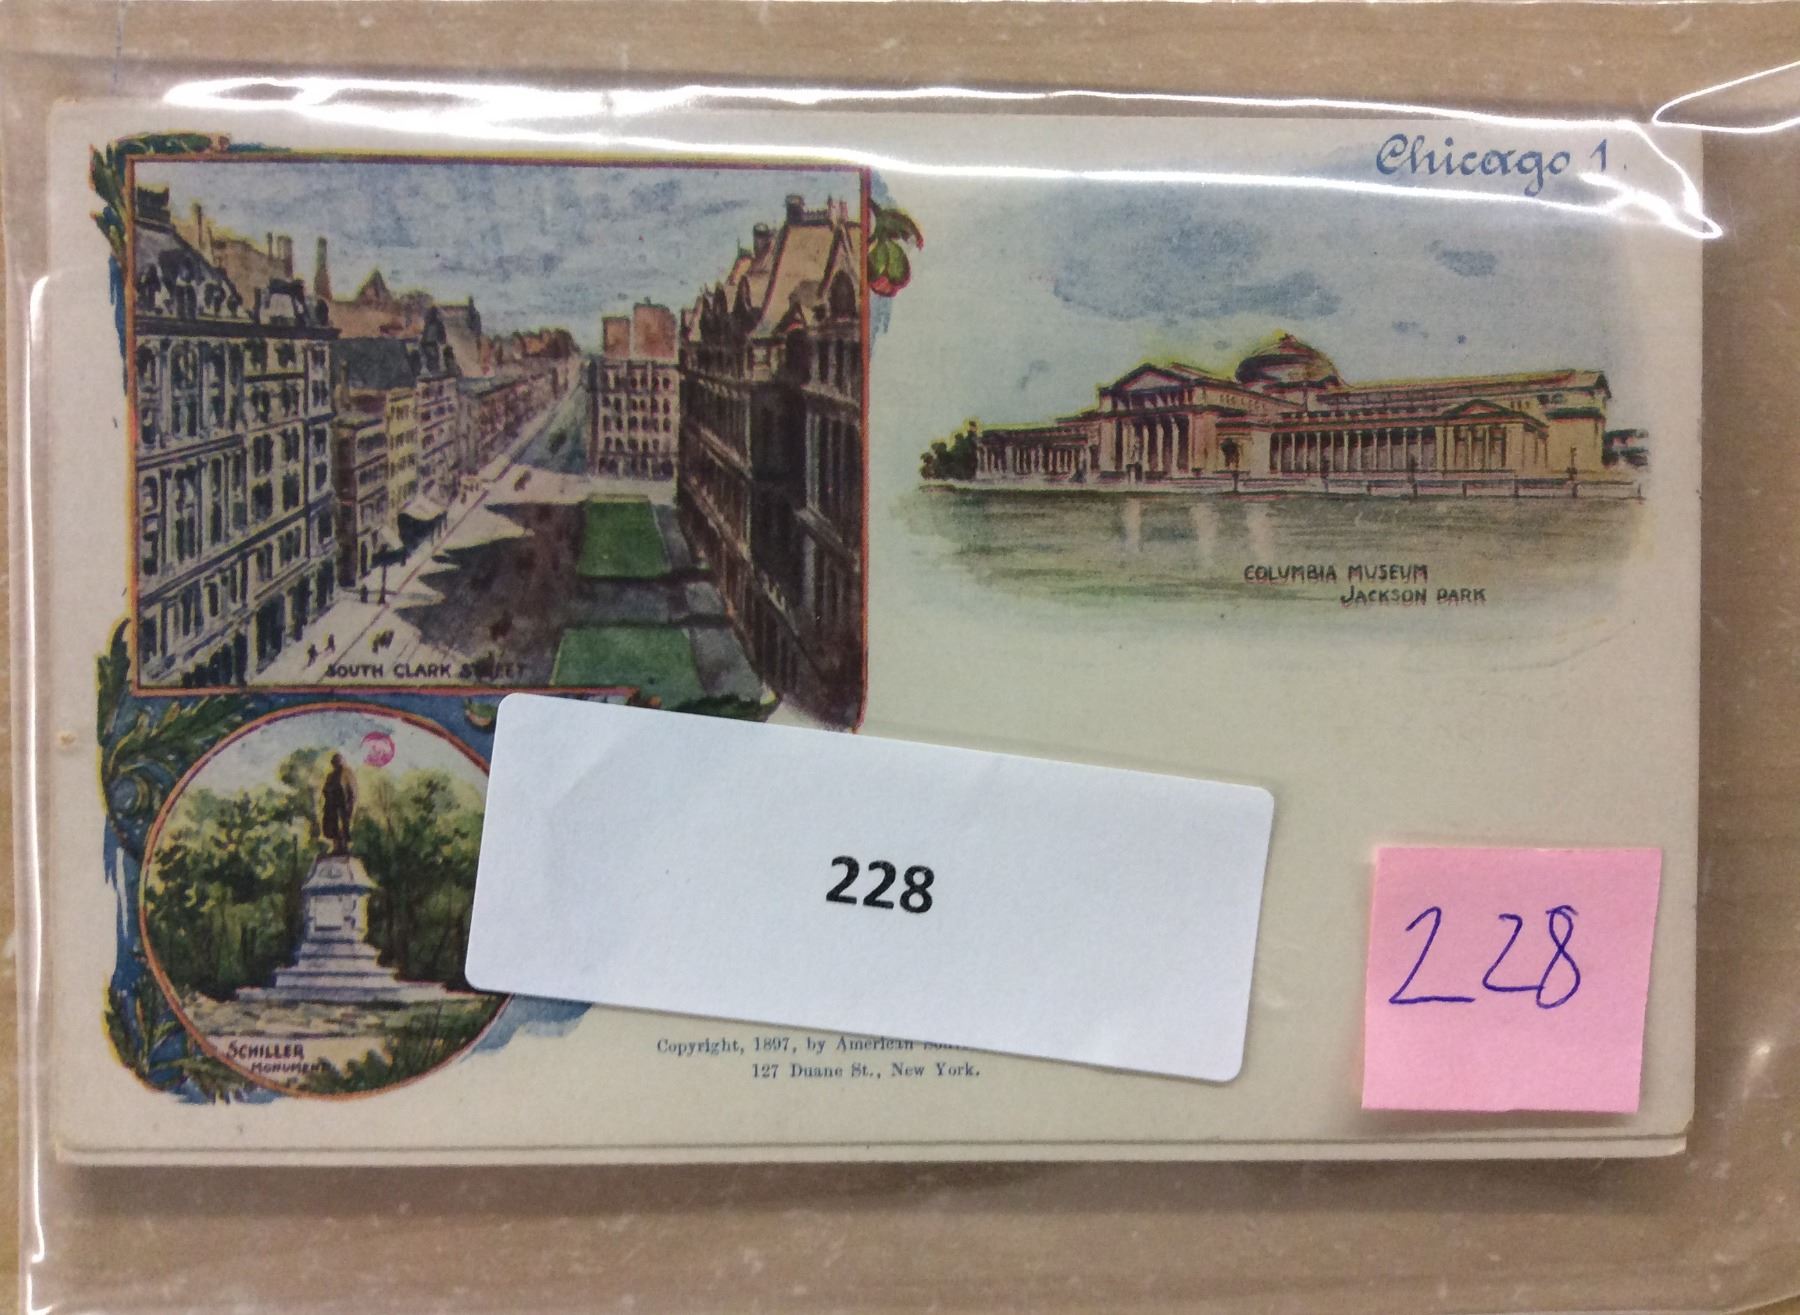 Chicago 1.
SOUTH CLARK STREET
COLUMBIA MUSEUM
JACKSON PARK
SCHILLER
MONUMENT
228
228
Copyright, 1897, by American
127 Duane St., New York.